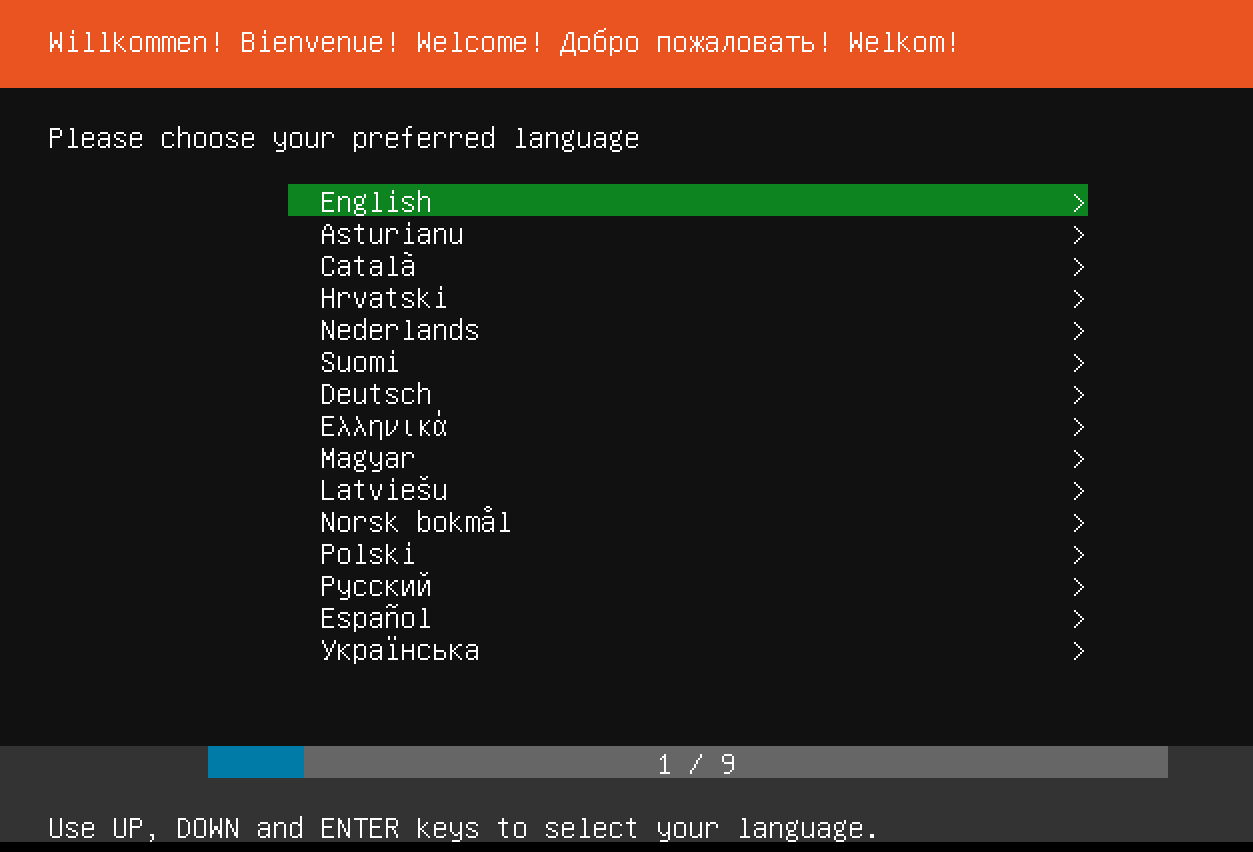 Willkommen! Bienvenue! Welcome! Добро пожаловать! Welkom!
Please choose your preferred language
English >
Asturianu >
Català >
Hrvatski >
Nederlands >
Suomi >
Deutsch >
Ελληνικά >
Magyar >
Latviešu >
Norsk bokmål >
Polski >
Русский >
Español >
Українська >
1 / 9
Use UP, DOWN and ENTER keys to select your language.